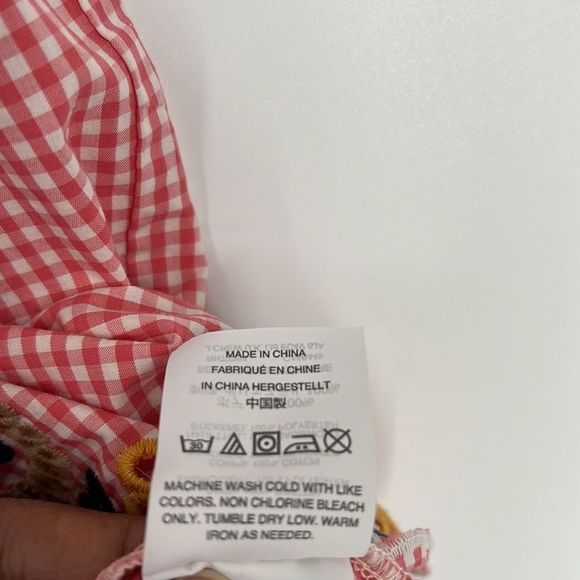 MADE IN CHINA
FABRIQUÉ EN CHINE
IN CHINA HERGESTELLT
中国製
30
MACHINE WASH COLD WITH LIKE
COLORS. NON CHLORINE BLEACH
ONLY. TUMBLE DRY LOW. WARM
IRON AS NEEDED.